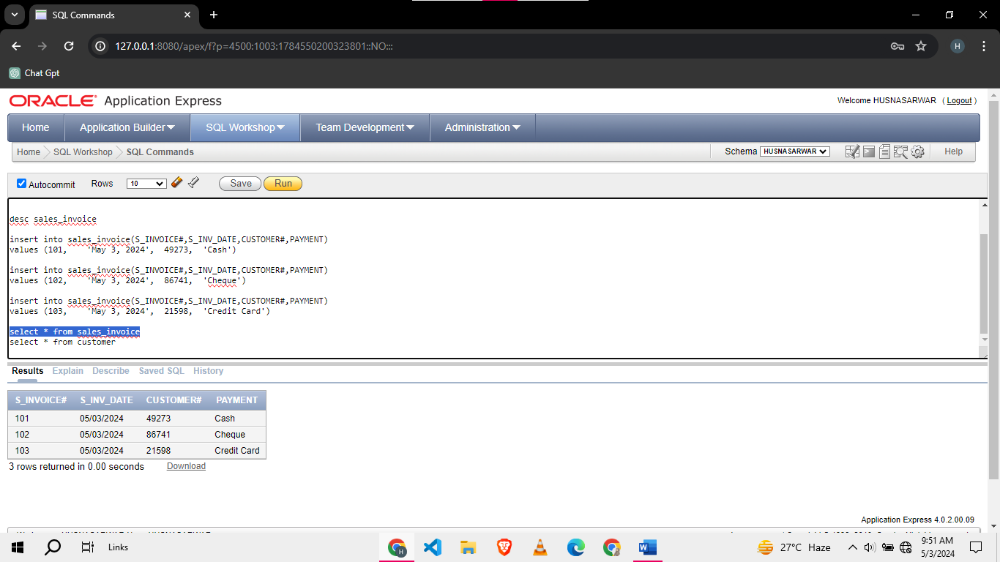 SQL Commands
127.0.0.1:8080/apex/f?p=4500:1003:1784550200323801::NO:::
H
Chat Gpt
ORACLE Application Express
Welcome HUSNASARWAR ( Logout )
Home Application Builder SQL Workshop Team Development Administration
Home SQL Workshop SQL Commands Schema HUSNASARWAR Help
Autocommit Rows 10 Save Run
desc sales_invoice
insert into sales_invoice(S_INVOICE#,S_INV_DATE,CUSTOMER#,PAYMENT)
values (101, 'May 3, 2024', 49273, 'Cash')
insert into sales_invoice(S_INVOICE#,S_INV_DATE,CUSTOMER#,PAYMENT)
values (102, 'May 3, 2024', 86741, 'Cheque')
insert into sales_invoice(S_INVOICE#,S_INV_DATE,CUSTOMER#,PAYMENT)
values (103, 'May 3, 2024', 21598, 'Credit Card')
select * from sales_invoice
select * from customer
Results Explain Describe Saved SQL History
S_INVOICE# S_INV_DATE CUSTOMER# PAYMENT
101 05/03/2024 49273 Cash
102 05/03/2024 86741 Cheque
103 05/03/2024 21598 Credit Card
3 rows returned in 0.00 seconds Download
Application Express 4.0.2.00.09
Links
H
W
27°C Haze
9:51 AM
5/3/2024